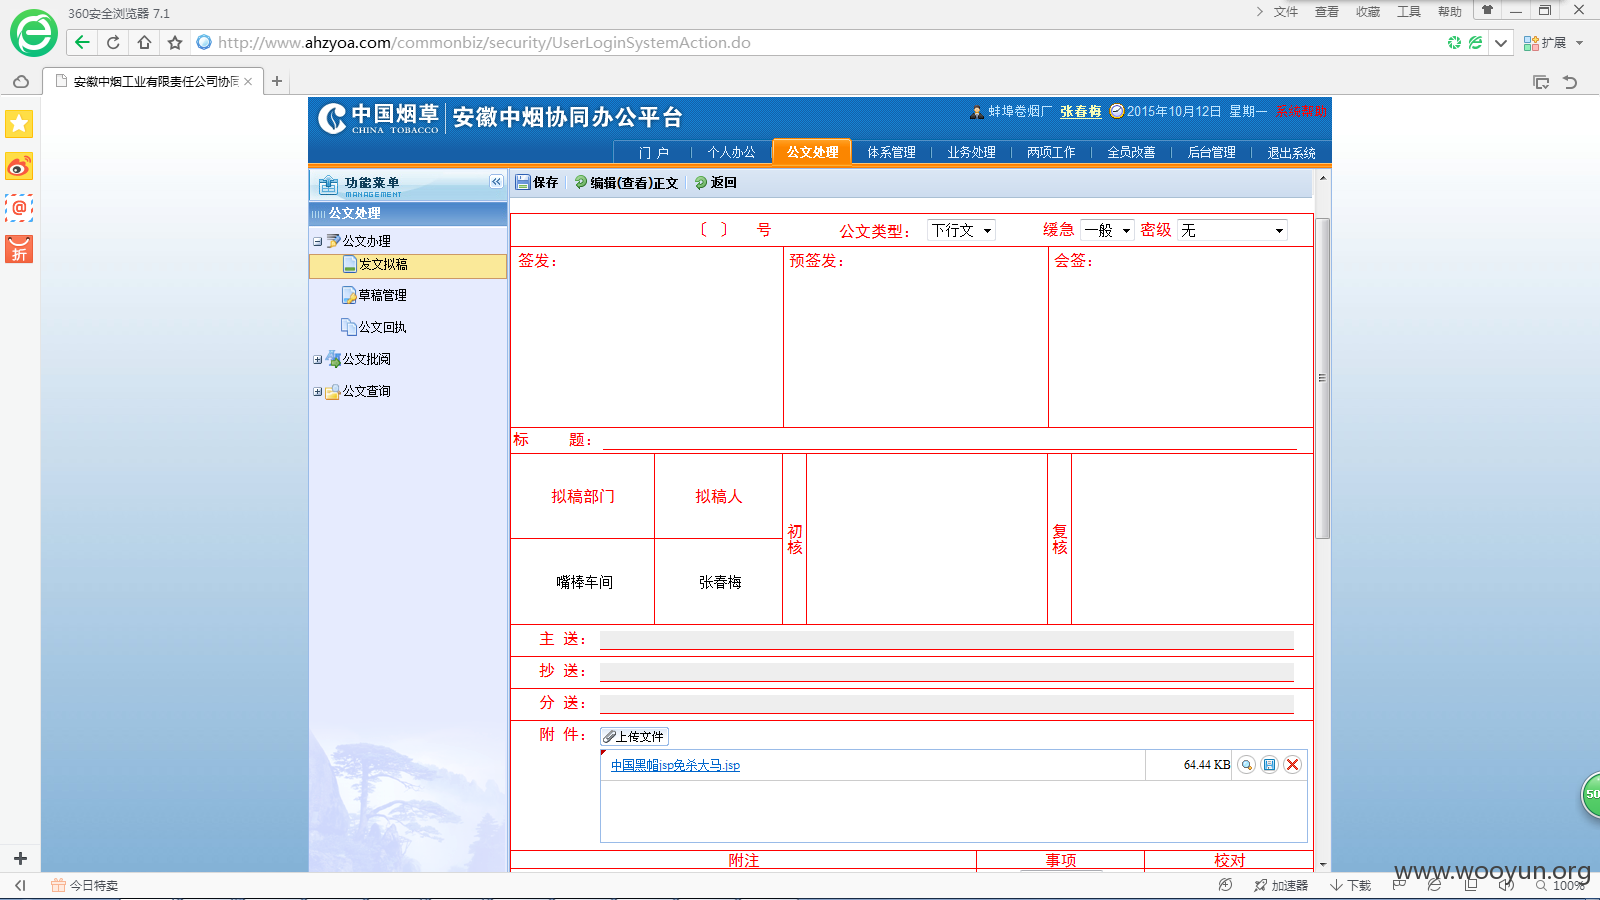 360安全浏览器 7.1
文件 查看 收藏 工具 帮助
http://www.ahzyoa.com/commonbiz/security/UserLoginSystemAction.do
扩展
安徽中烟工业有限责任公司协同
中国烟草
CHINA TOBACCO
安徽中烟协同办公平台
蚌埠卷烟厂 张春梅 2015年10月12日 星期一
门 户 个人办公 公文处理 体系管理 业务处理 两项工作 全员改善 后台管理 退出系统
功能菜单
MANAGEMENT
保存 编辑(查看)正文 返回
公文处理
公文办理
发文拟稿
草稿管理
公文回执
公文批阅
公文查询
〔 〕 号 公文类型： 下行文 缓急 一般 密级 无
签发： 预签发： 会签：
标 题：
拟稿部门 拟稿人 初核 复核
嘴棒车间 张春梅
主 送：
抄 送：
分 送：
附 件： 上传文件
中国黑帽jsp免杀大马.jsp 64.44 KB
附注 事项 校对
折
50
www.wooyun.org
今日特卖 加速器 下载 100%